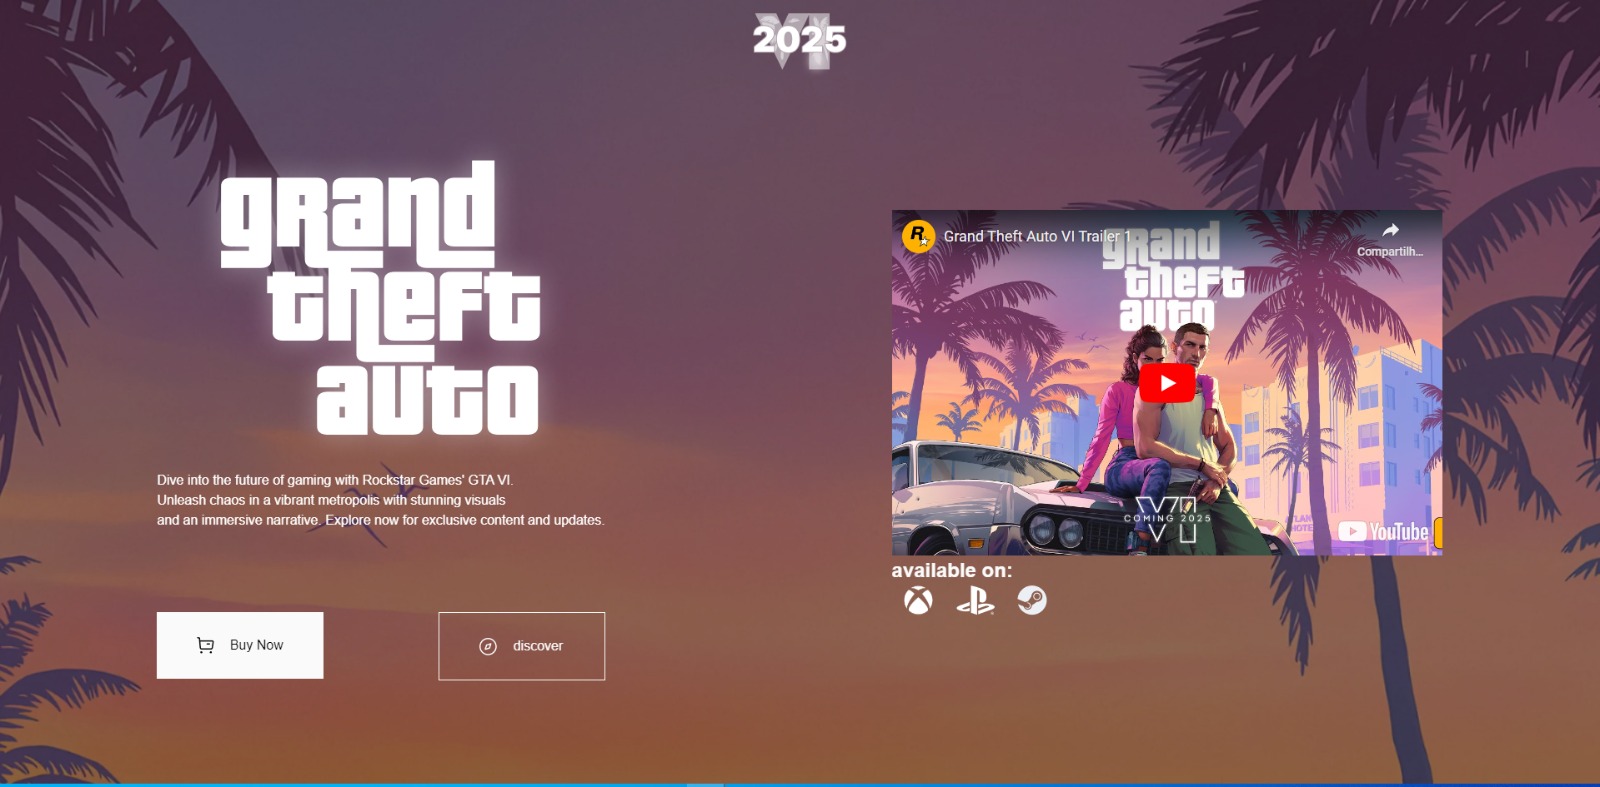 VI
2025
grand
theft
auto
Dive into the future of gaming with Rockstar Games' GTA VI.
Unleash chaos in a vibrant metropolis with stunning visuals
and an immersive narrative. Explore now for exclusive content and updates.
Buy Now
discover
R
Grand Theft Auto VI Trailer 1
Compartilh...
grand
theft
auto
VI
COMING 2025
YouTube
available on: